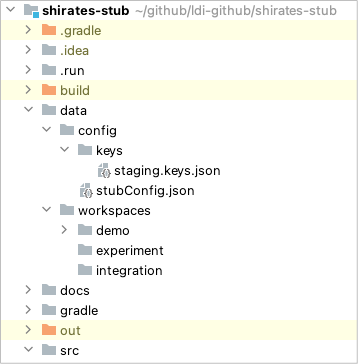 shirates-stub ~/github/ldi-github/shirates-stub
.gradle
.idea
.run
build
data
config
keys
staging.keys.json
stubConfig.json
workspaces
demo
experiment
integration
docs
gradle
out
src